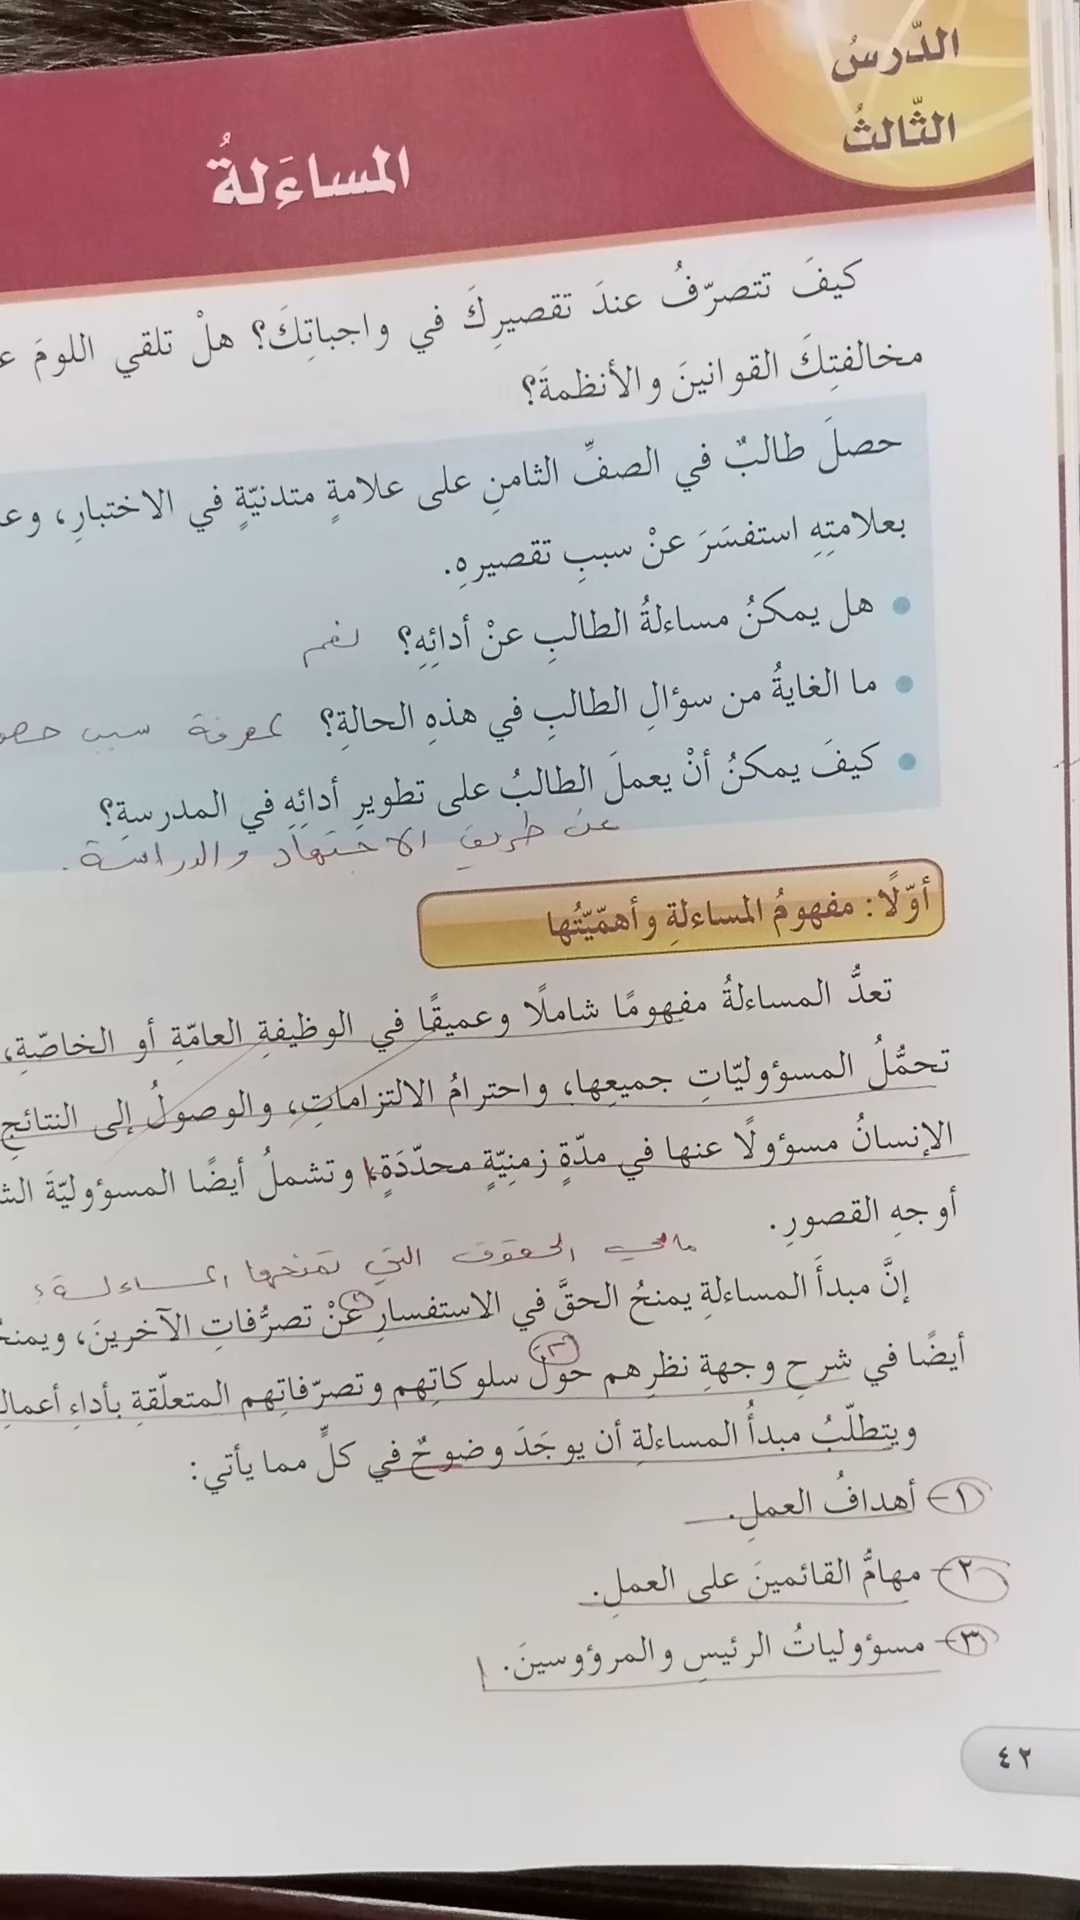 الدّرسُ
الثّالثُ
المساءَلةُ
كيفَ تتصرّفُ عندَ تقصيرِكَ في واجباتِكَ؟ هلْ تلقي اللومَ
مخالفتِكَ القوانينَ والأنظمةَ؟
حصلَ طالبٌ في الصفِّ الثامنِ على علامةٍ متدنيّةٍ في الاختبارِ،
بعلامتِهِ استفسَرَ عنْ سببِ تقصيرهِ.
هل يمكنُ مساءلةُ الطالبِ عنْ أدائِهِ؟ نعم
ما الغايةُ من سؤالِ الطالبِ في هذهِ الحالةِ؟ لمعرفة سبب
كيفَ يمكنُ أنْ يعملَ الطالبُ على تطويرِ أدائِهِ في المدرسةِ؟
عن طريق الاجتهاد والدراسة.
أوّلًا: مفهومُ المساءلةِ وأهمّيّتُها
تعدُّ المساءلةُ مفهومًا شاملًا وعميقًا في الوظيفةِ العامّةِ أو الخاصّةِ،
تحمُّلُ المسؤوليّاتِ جميعِها، واحترامُ الالتزاماتِ، والوصولُ إلى النتائجِ
الإنسانُ مسؤولًا عنها في مدّةٍ زمنيّةٍ محدّدَةٍ، وتشملُ أيضًا المسؤوليّةَ
أوجهِ القصورِ.
ما هي الحقوق التي تمنحها المساءلة؟
إنَّ مبدأَ المساءلةِ يمنحُ الحقَّ في الاستفسارِ عنْ تصرُّفاتِ الآخرينَ،
أيضًا في شرحِ وجهةِ نظرِهم حولَ سلوكاتِهم وتصرّفاتِهم المتعلّقةِ بأداءِ
ويتطلّبُ مبدأُ المساءلةِ أن يوجَدَ وضوحٌ في كلٍّ مما يأتي:
١- أهدافُ العملِ.
٢- مهامُّ القائمينَ على العملِ.
٣- مسؤولياتُ الرئيسِ والمرؤوسينَ.
٤٢